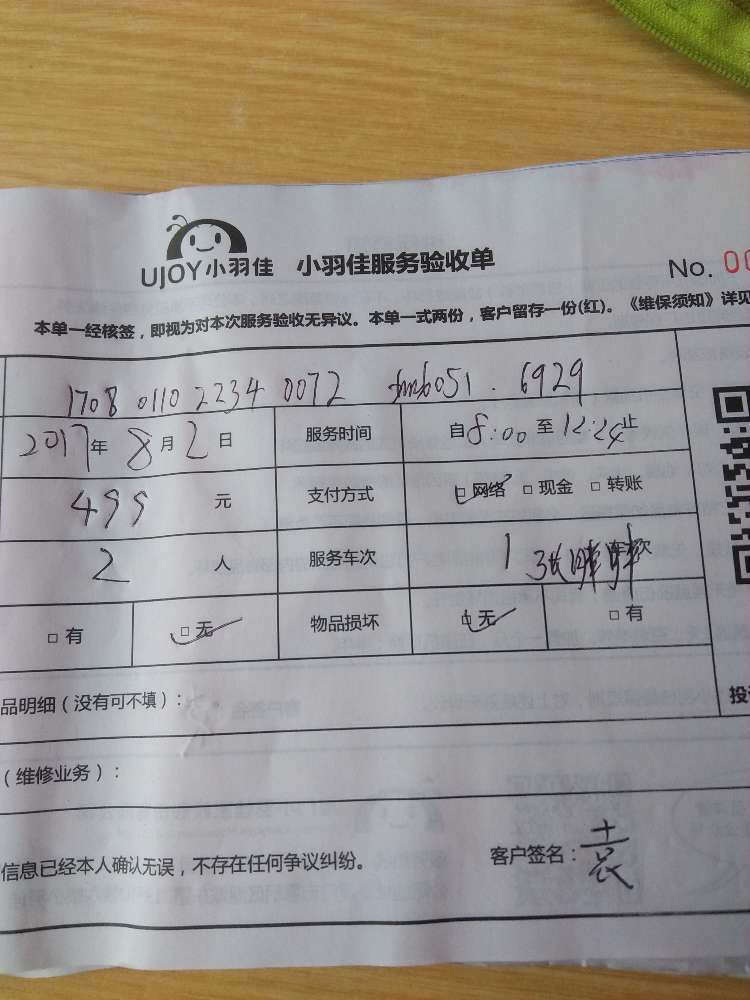 UJOY小羽佳 小羽佳服务验收单
No. 00
本单一经核签，即视为对本次服务验收无异议。本单一式两份，客户留存一份(红)。《维保须知》详见
1708 0110 2234 0072 6051.6929
2017年 8月2日 服务时间 自8:00至12:24止
499 元 支付方式 □网络 □现金 □转账
2 人 服务车次 1 次
□有 □无 物品损坏 □无 □有
品明细（没有可不填）：
投
（维修业务）：
信息已经本人确认无误，不存在任何争议纠纷。 客户签名：